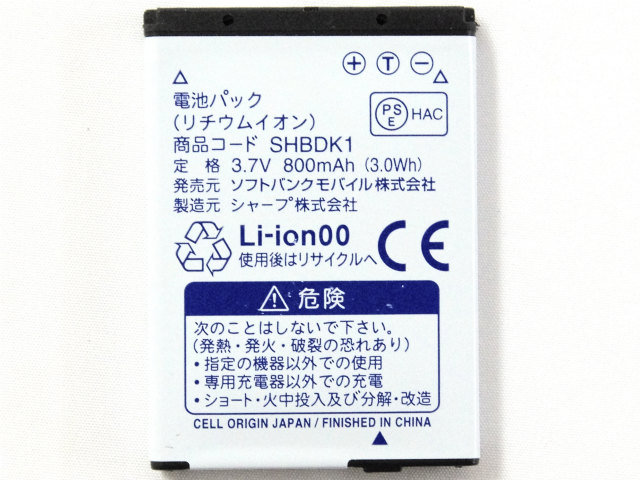 + T −
電池パック
(リチウムイオン)
PSE HAC
商品コード SHBDK1
定 格 3.7V 800mAh (3.0Wh)
発売元 ソフトバンクモバイル株式会社
製造元 シャープ株式会社
Li-ion00
使用後はリサイクルへ
CE
危険
次のことはしないで下さい。
(発熱・発火・破裂の恐れあり)
・指定の機器以外での使用
・専用充電器以外での充電
・ショート・火中投入及び分解・改造
CELL ORIGIN JAPAN / FINISHED IN CHINA